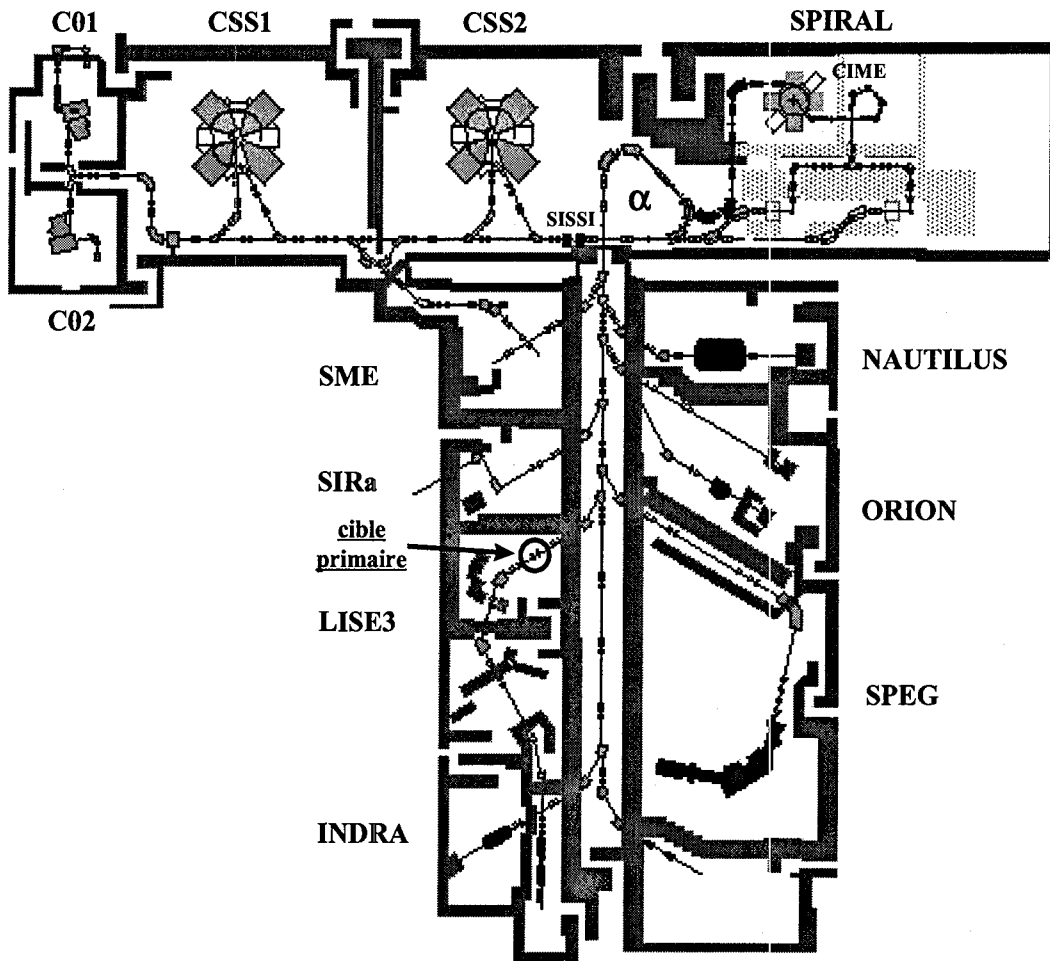 C01
CSS1
CSS2
SPIRAL
CIME
α
SISSI
C02
SME
NAUTILUS
SIRa
ORION
cible
primaire
LISE3
SPEG
INDRA